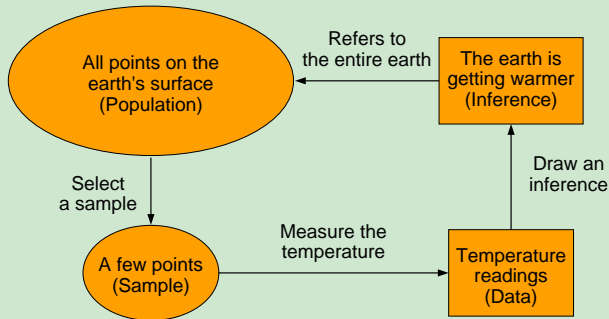 All points on the
earth's surface
(Population)
Refers to
the entire earth
The earth is
getting warmer
(Inference)
Select
a sample
Draw an
inference
A few points
(Sample)
Measure the
temperature
Temperature
readings
(Data)